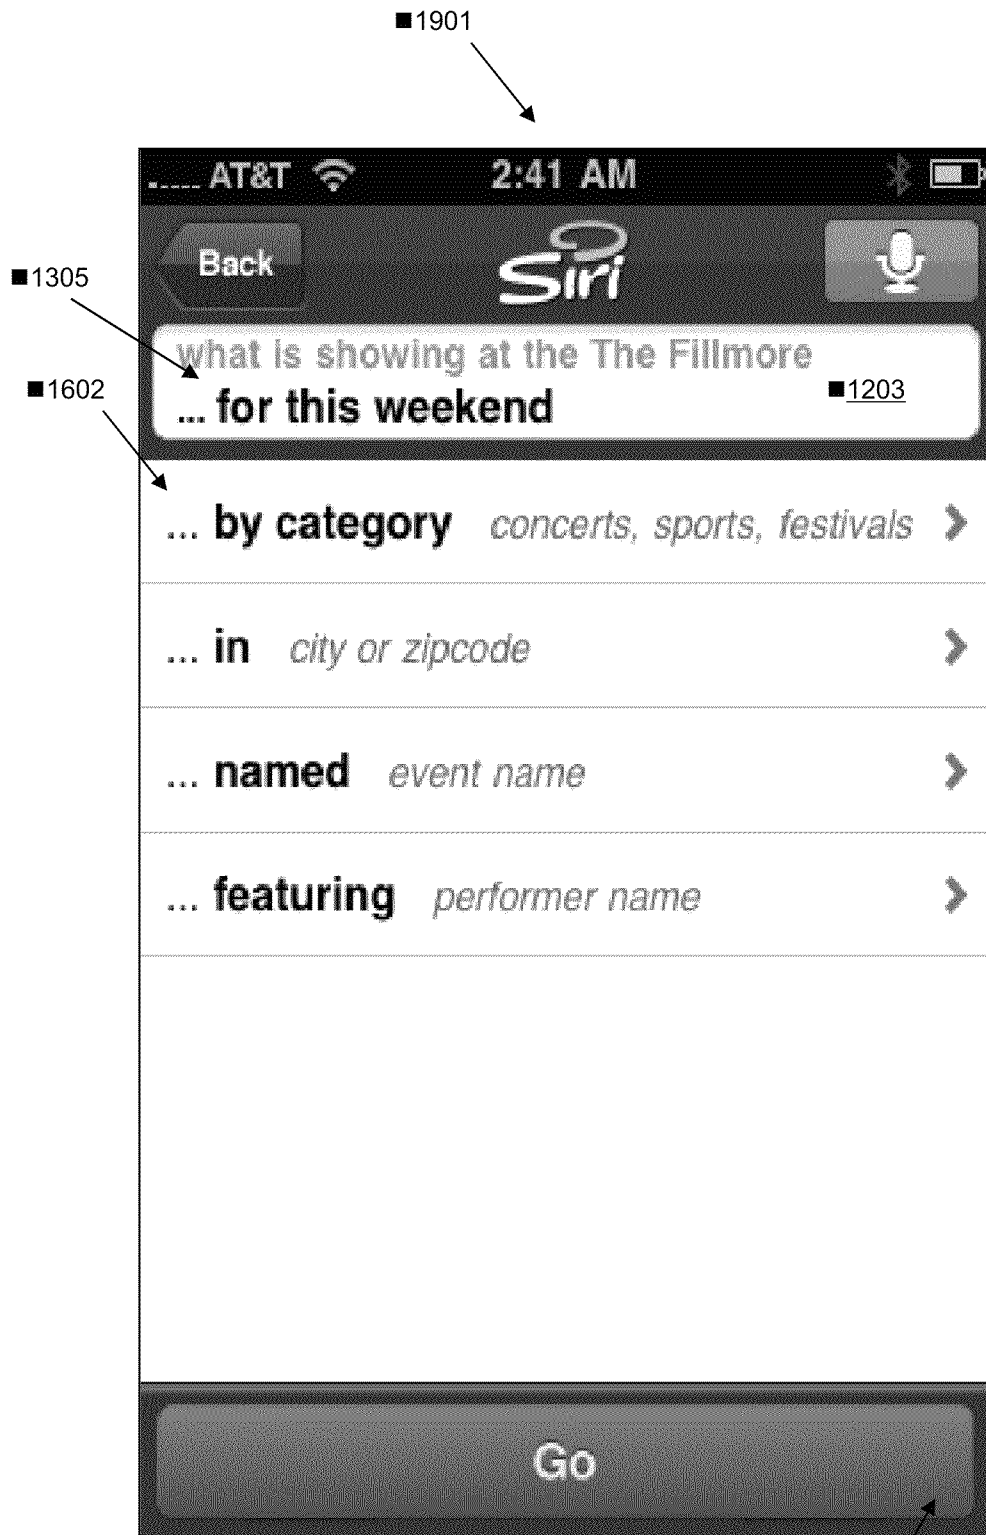 ■1901
..... AT&T 2:41 AM
Back Siri
■1305
what is showing at the The Fillmore
■1602
... for this weekend ■1203
... by category concerts, sports, festivals
... in city or zipcode
... named event name
... featuring performer name
Go